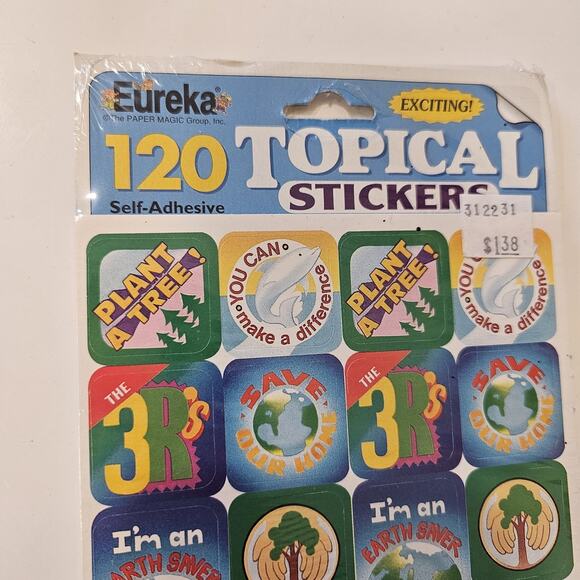 Eureka
©The PAPER MAGIC Group, Inc.
EXCITING!
120 TOPICAL
Self-Adhesive STICKERS
312231
$1.38
PLANT
A TREE!
YOU CAN
make a difference
PLANT
A TREE!
YOU CAN
make a difference
THE
3R's
SAVE
OUR HOME
THE
3R's
SAVE
OUR HOME
I'm an
EARTH SAVER
I'm an
EARTH SAVER